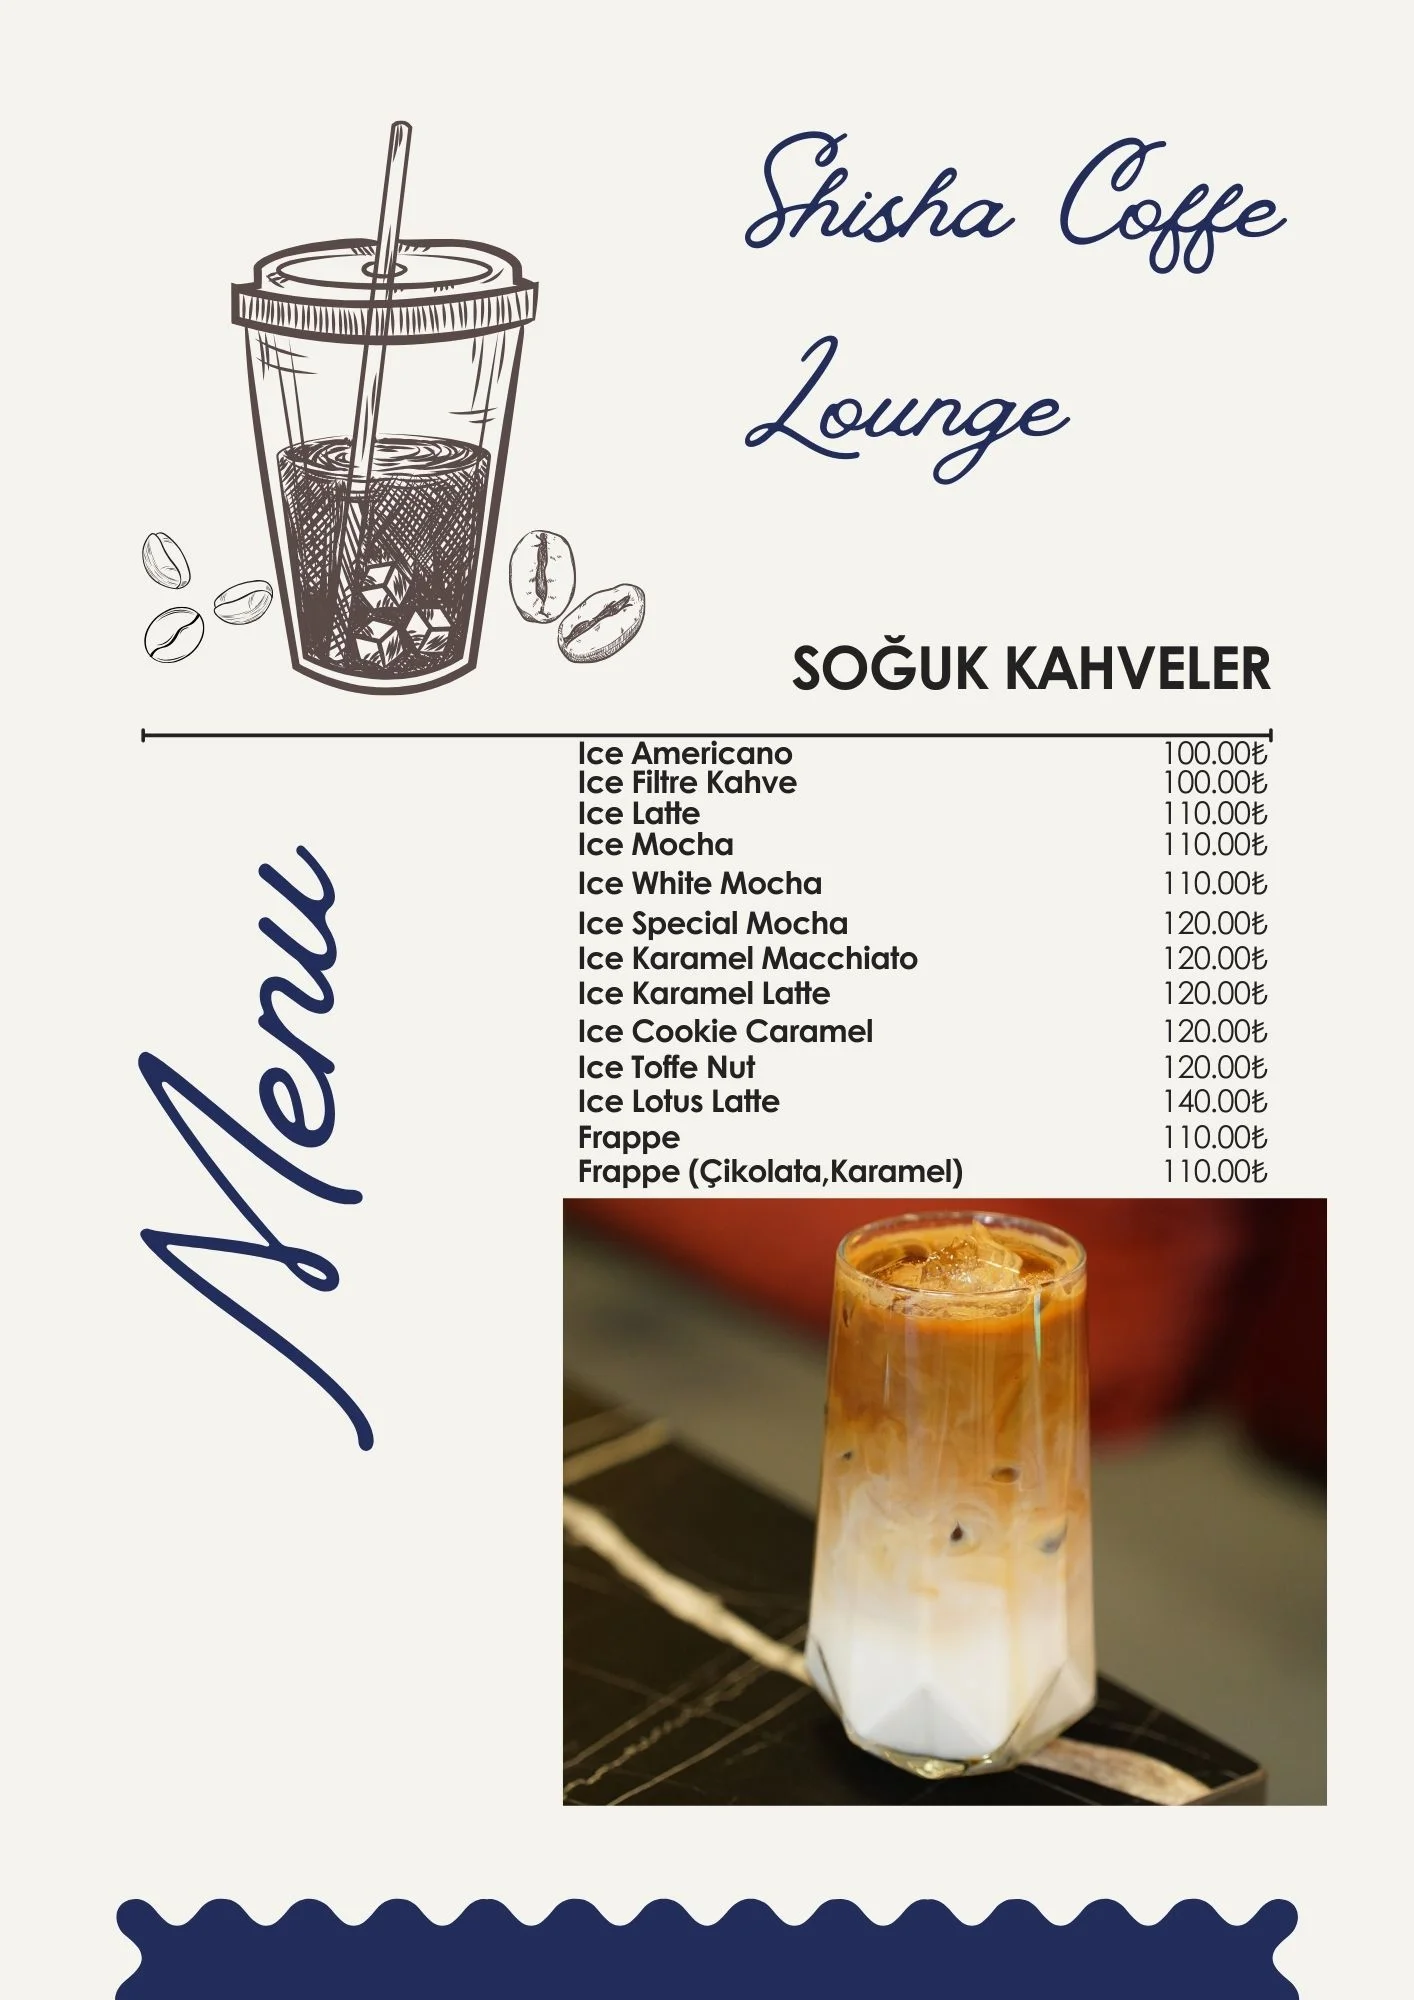 Shisha Coffe
Lounge
SOĞUK KAHVELER
Ice Americano 100.00₺
Ice Filtre Kahve 100.00₺
Ice Latte 110.00₺
Ice Mocha 110.00₺
Ice White Mocha 110.00₺
Ice Special Mocha 120.00₺
Ice Karamel Macchiato 120.00₺
Ice Karamel Latte 120.00₺
Ice Cookie Caramel 120.00₺
Ice Toffe Nut 120.00₺
Ice Lotus Latte 140.00₺
Frappe 110.00₺
Frappe (Çikolata,Karamel) 110.00₺
Menu